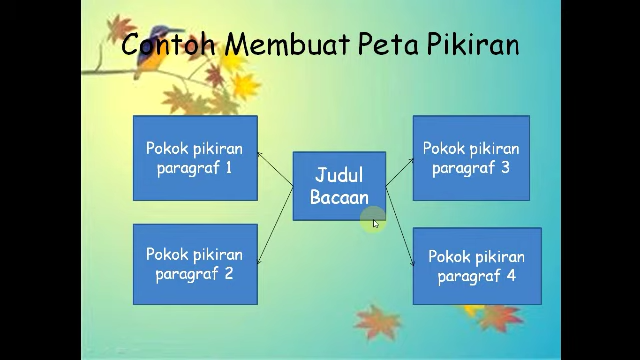 Contoh Membuat Peta Pikiran
Pokok pikiran
paragraf 1
Pokok pikiran
paragraf 2
Judul
Bacaan
Pokok pikiran
paragraf 3
Pokok pikiran
paragraf 4